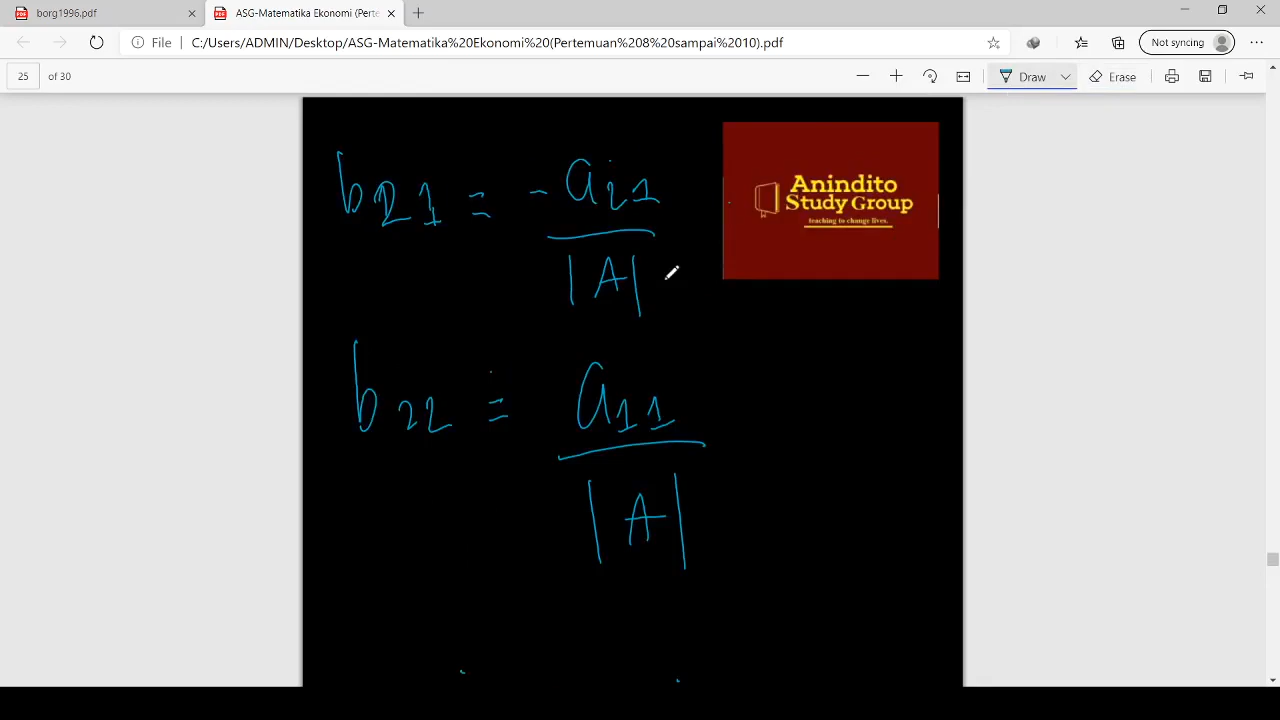 borg1996.pdf
ASG-Matematika Ekonomi (Perte
File
C:/Users/ADMIN/Desktop/ASG-Matematika%20Ekonomi%20(Pertemuan%208%20sampai%2010).pdf
Not syncing
25 of 30
Draw
Erase
b21 = -a21
|A|
Anindito
Study Group
teaching to change lives.
b22 = a11
|A|